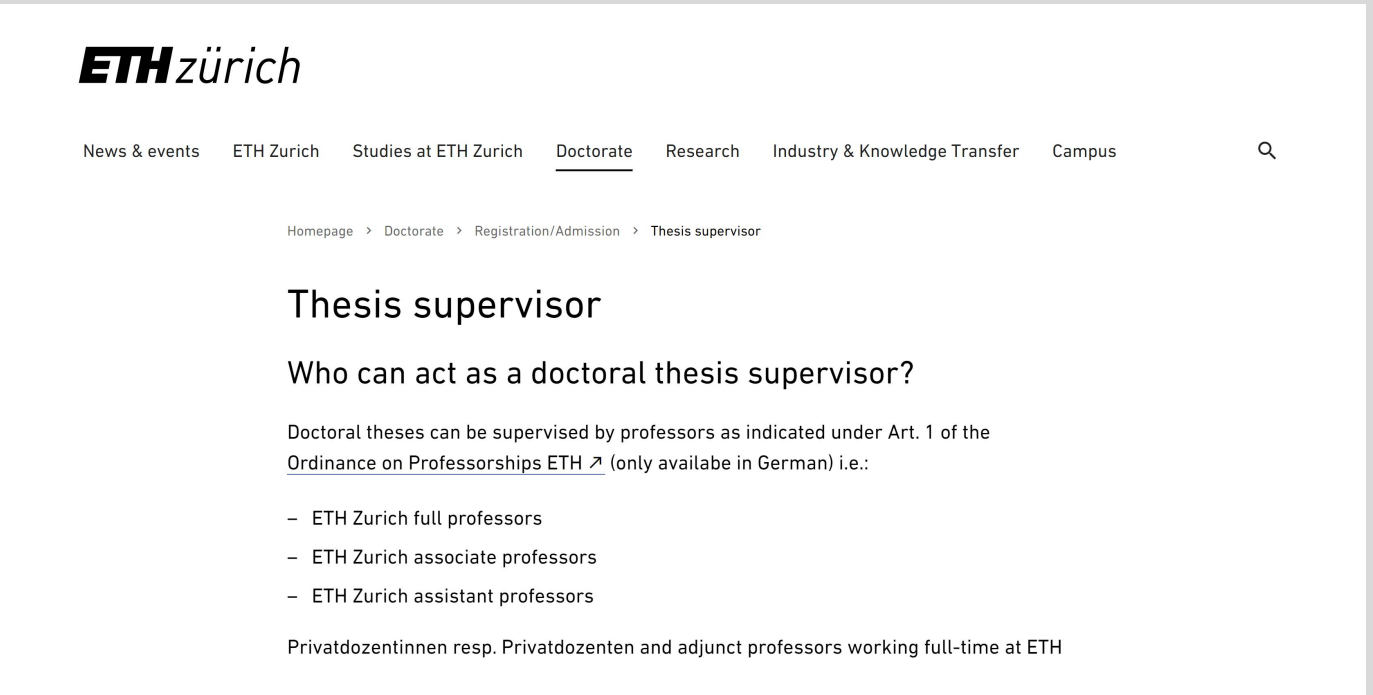 ETH zürich
News & events ETH Zurich Studies at ETH Zurich Doctorate Research Industry & Knowledge Transfer Campus
Homepage > Doctorate > Registration/Admission > Thesis supervisor
Thesis supervisor
Who can act as a doctoral thesis supervisor?
Doctoral theses can be supervised by professors as indicated under Art. 1 of the
Ordinance on Professorships ETH ↗ (only availabe in German) i.e.:
– ETH Zurich full professors
– ETH Zurich associate professors
– ETH Zurich assistant professors
Privatdozentinnen resp. Privatdozenten and adjunct professors working full-time at ETH